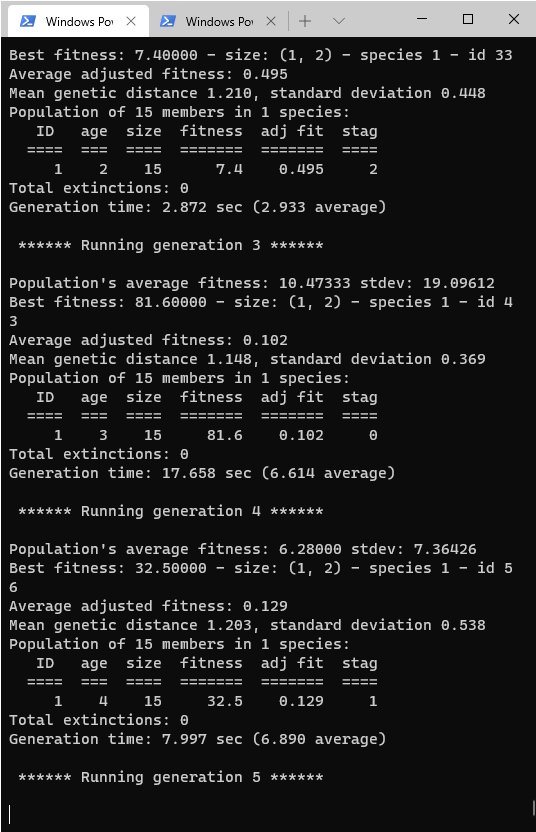 Windows Pow
Windows Pow
Best fitness: 7.40000 - size: (1, 2) - species 1 - id 33
Average adjusted fitness: 0.495
Mean genetic distance 1.210, standard deviation 0.448
Population of 15 members in 1 species:
   ID   age  size  fitness  adj fit  stag
  ====  ===  ====  =======  =======  ====
     1    2    15      7.4    0.495     2
Total extinctions: 0
Generation time: 2.872 sec (2.933 average)
 ****** Running generation 3 ******
Population's average fitness: 10.47333 stdev: 19.09612
Best fitness: 81.60000 - size: (1, 2) - species 1 - id 4
3
Average adjusted fitness: 0.102
Mean genetic distance 1.148, standard deviation 0.369
Population of 15 members in 1 species:
   ID   age  size  fitness  adj fit  stag
  ====  ===  ====  =======  =======  ====
     1    3    15     81.6    0.102     0
Total extinctions: 0
Generation time: 17.658 sec (6.614 average)
 ****** Running generation 4 ******
Population's average fitness: 6.28000 stdev: 7.36426
Best fitness: 32.50000 - size: (1, 2) - species 1 - id 5
6
Average adjusted fitness: 0.129
Mean genetic distance 1.203, standard deviation 0.538
Population of 15 members in 1 species:
   ID   age  size  fitness  adj fit  stag
  ====  ===  ====  =======  =======  ====
     1    4    15     32.5    0.129     1
Total extinctions: 0
Generation time: 7.997 sec (6.890 average)
 ****** Running generation 5 ******